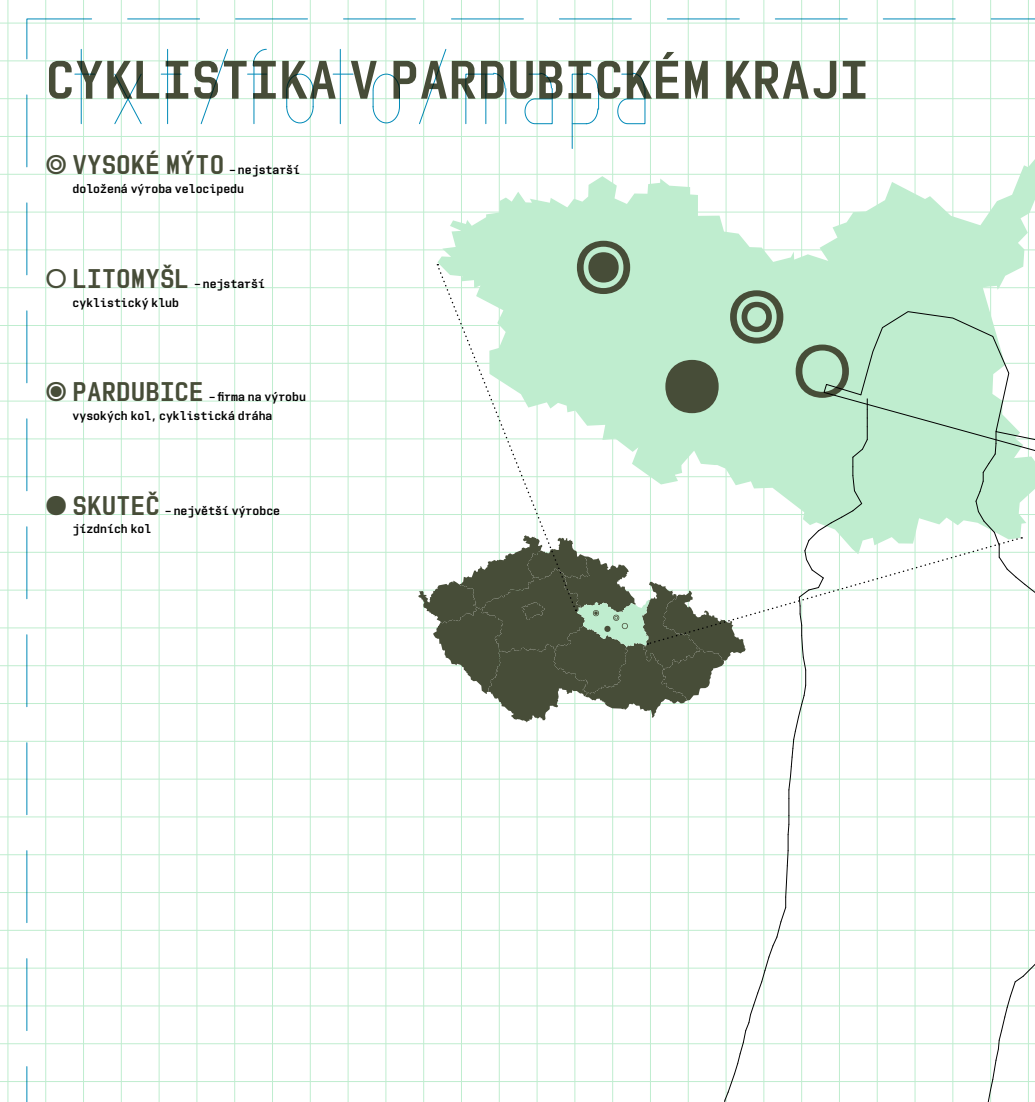 CYKLISTIKA V PARDUBICKÉM KRAJI
txt/foto/mapa
VYSOKÉ MÝTO – nejstarší
doložená výroba velocipedu
LITOMYŠL – nejstarší
cyklistický klub
PARDUBICE – firma na výrobu
vysokých kol, cyklistická dráha
SKUTEČ – největší výrobce
jízdních kol